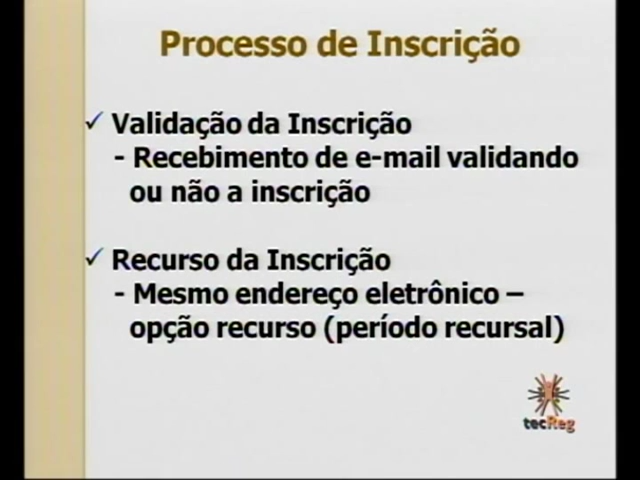 Processo de Inscrição
✓ Validação da Inscrição
- Recebimento de e-mail validando
ou não a inscrição
✓ Recurso da Inscrição
- Mesmo endereço eletrônico –
opção recurso (período recursal)
tecReg